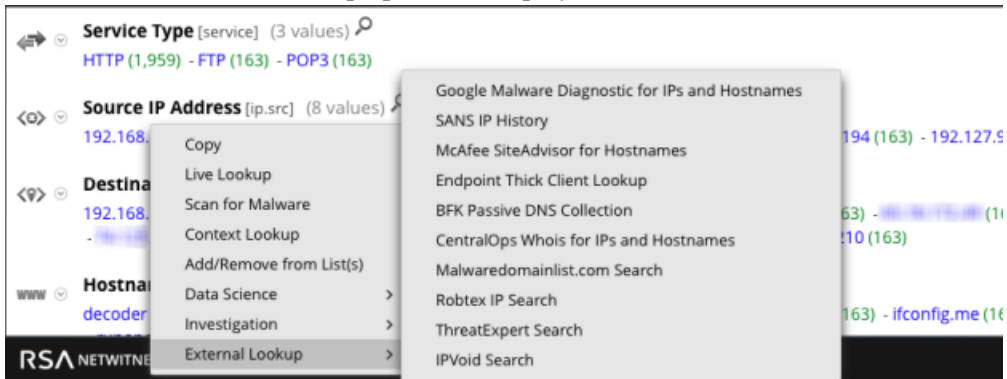 Service Type [service] (3 values)
HTTP (1,959) - FTP (163) - POP3 (163)
Source IP Address [ip.src] (8 values)
192.168.
194 (163) - 192.127.9
Destina
192.168.
63) -
(1
210 (163)
Hostna
decoder
163) - ifconfig.me (16
RSA NETWITNE
Copy
Live Lookup
Scan for Malware
Context Lookup
Add/Remove from List(s)
Data Science >
Investigation >
External Lookup >
Google Malware Diagnostic for IPs and Hostnames
SANS IP History
McAfee SiteAdvisor for Hostnames
Endpoint Thick Client Lookup
BFK Passive DNS Collection
CentralOps Whois for IPs and Hostnames
Malwaredomainlist.com Search
Robtex IP Search
ThreatExpert Search
IPVoid Search